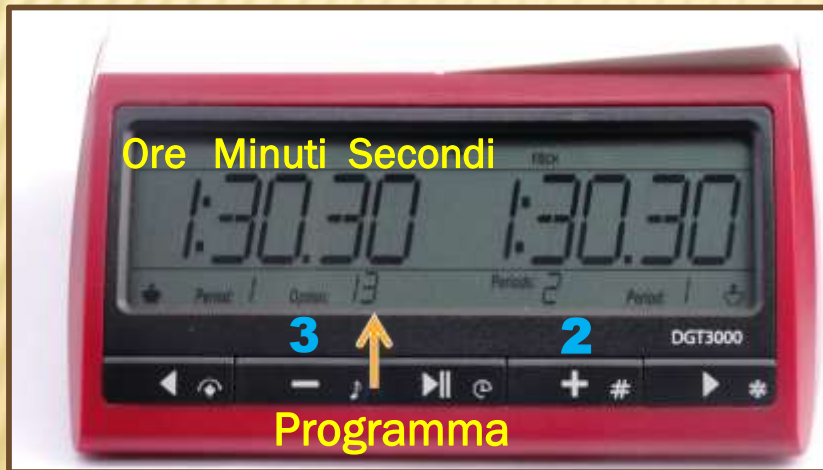 Ore Minuti Secondi
FISCH
1:30.30 1:30.30
Period: 1 Option: 13 Periods: 2 Period: 1
3 2
DGT3000
- + #
Programma